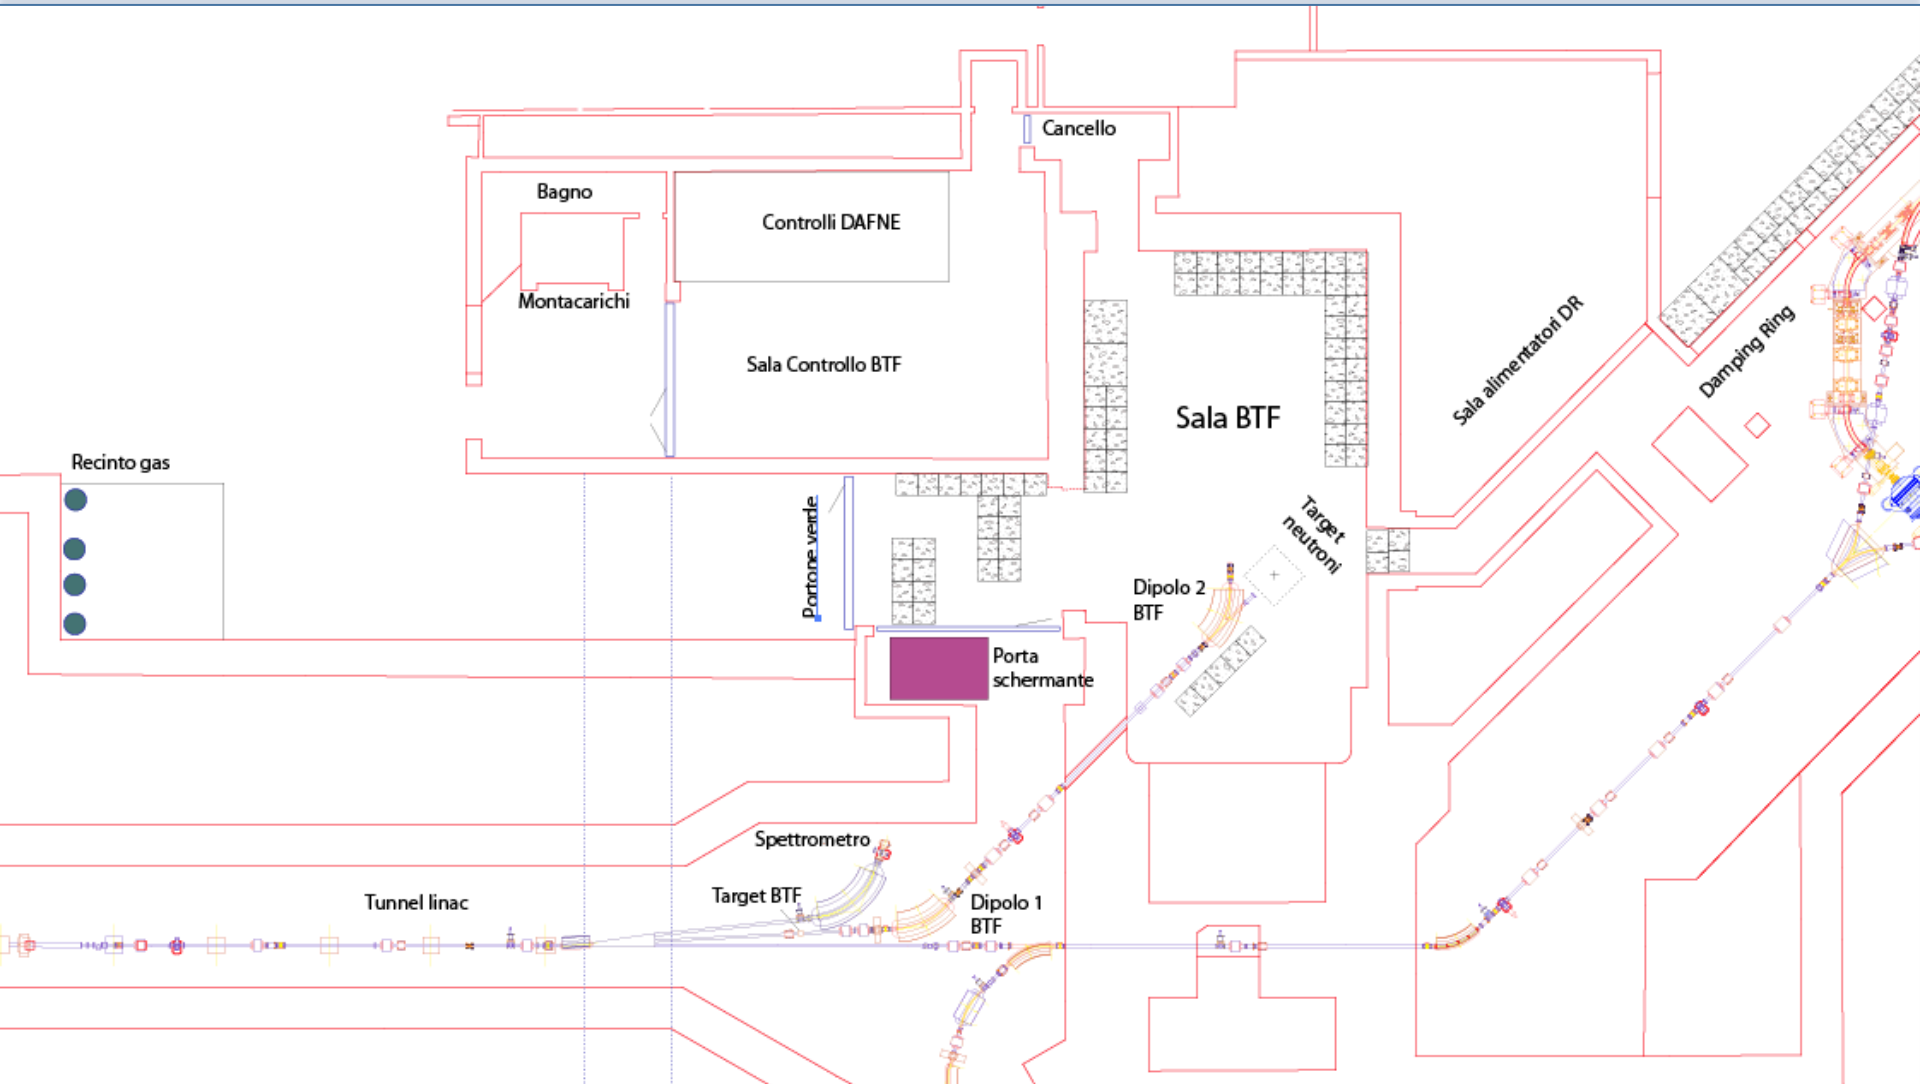 Cancello
Bagno
Controlli DAFNE
Montacarichi
Sala Controllo BTF
Sala BTF
Sala alimentatori DR
Damping Ring
Recinto gas
Portone verde
Target
neutroni
Dipolo 2
BTF
Porta
schermante
Spettrometro
Target BTF
Tunnel linac
Dipolo 1
BTF